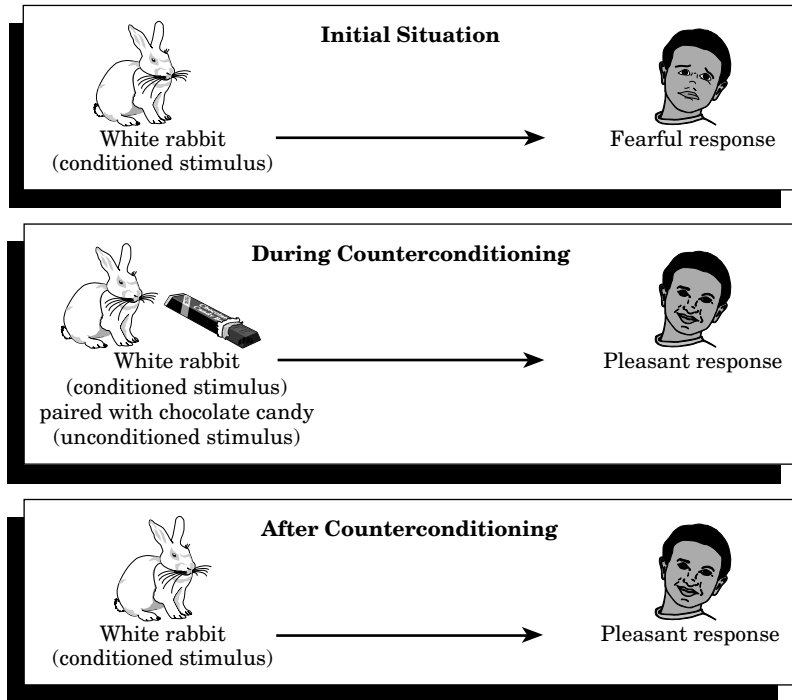 Initial Situation
White rabbit
(conditioned stimulus)
Fearful response
During Counterconditioning
White rabbit
(conditioned stimulus)
paired with chocolate candy
(unconditioned stimulus)
Pleasant response
After Counterconditioning
White rabbit
(conditioned stimulus)
Pleasant response